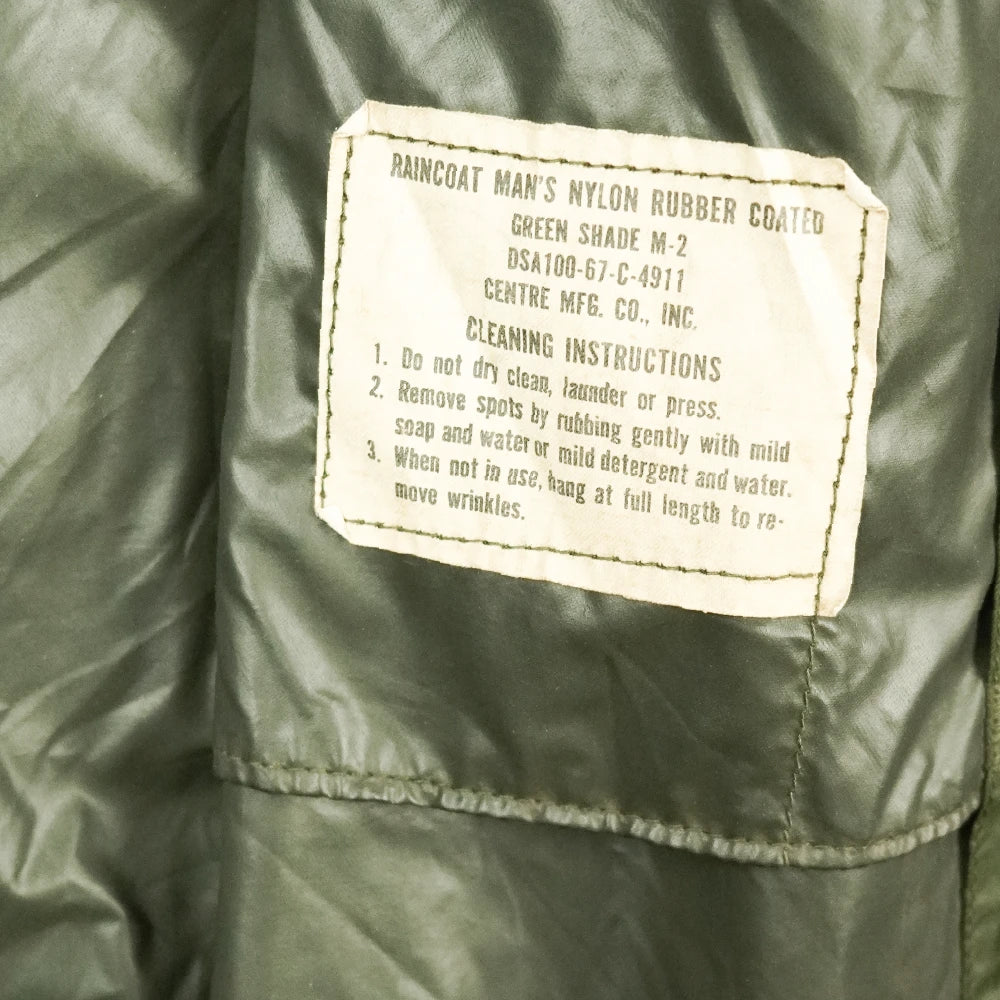 RAINCOAT MAN'S NYLON RUBBER COATED
GREEN SHADE M-2
DSA100-67-C-4911
CENTRE MFG. CO., INC.
CLEANING INSTRUCTIONS
1. Do not dry clean, launder or press.
2. Remove spots by rubbing gently with mild
soap and water or mild detergent and water.
3. When not in use, hang at full length to re-
move wrinkles.